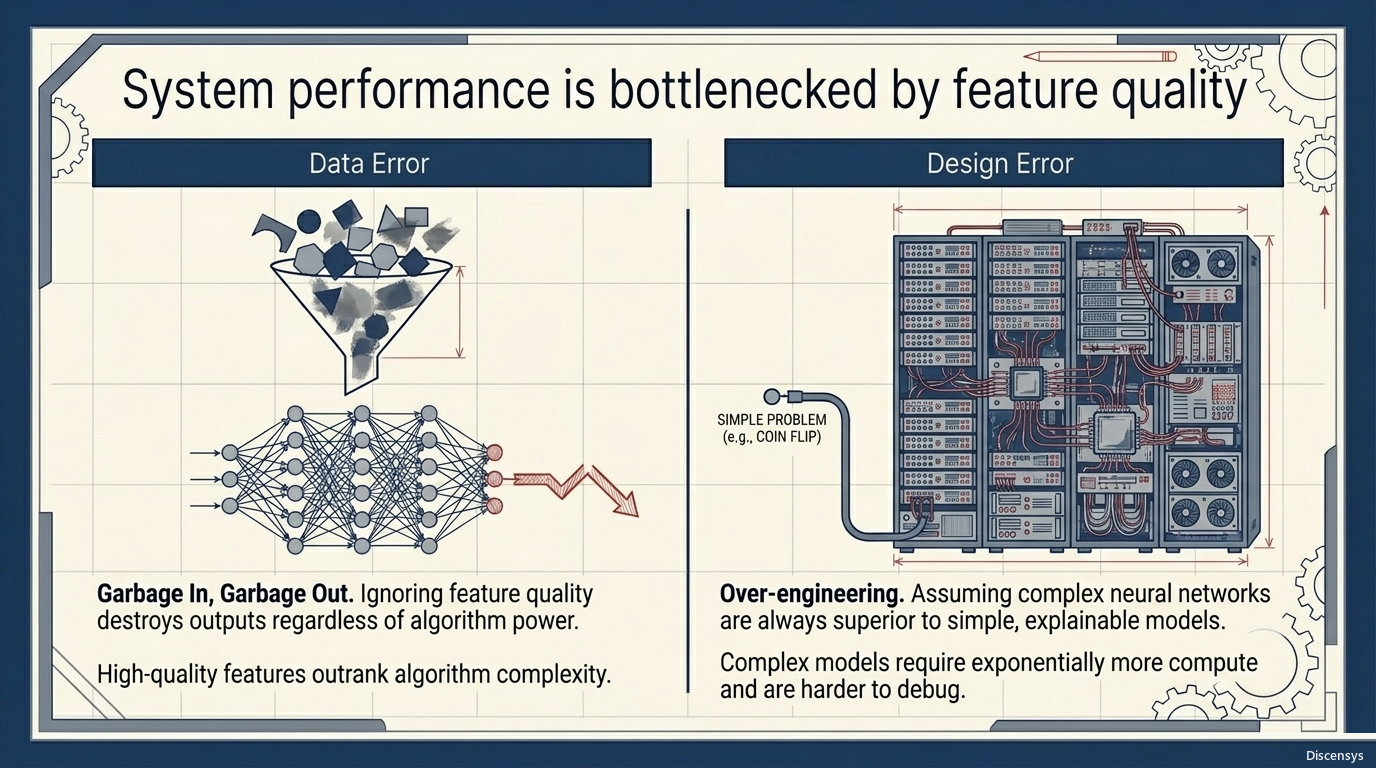 System performance is bottlenecked by feature quality
Data Error
Garbage In, Garbage Out. Ignoring feature quality
destroys outputs regardless of algorithm power.
High-quality features outrank algorithm complexity.
Design Error
SIMPLE PROBLEM
(e.g., COIN FLIP)
Over-engineering. Assuming complex neural networks
are always superior to simple, explainable models.
Complex models require exponentially more compute
and are harder to debug.
Discensys